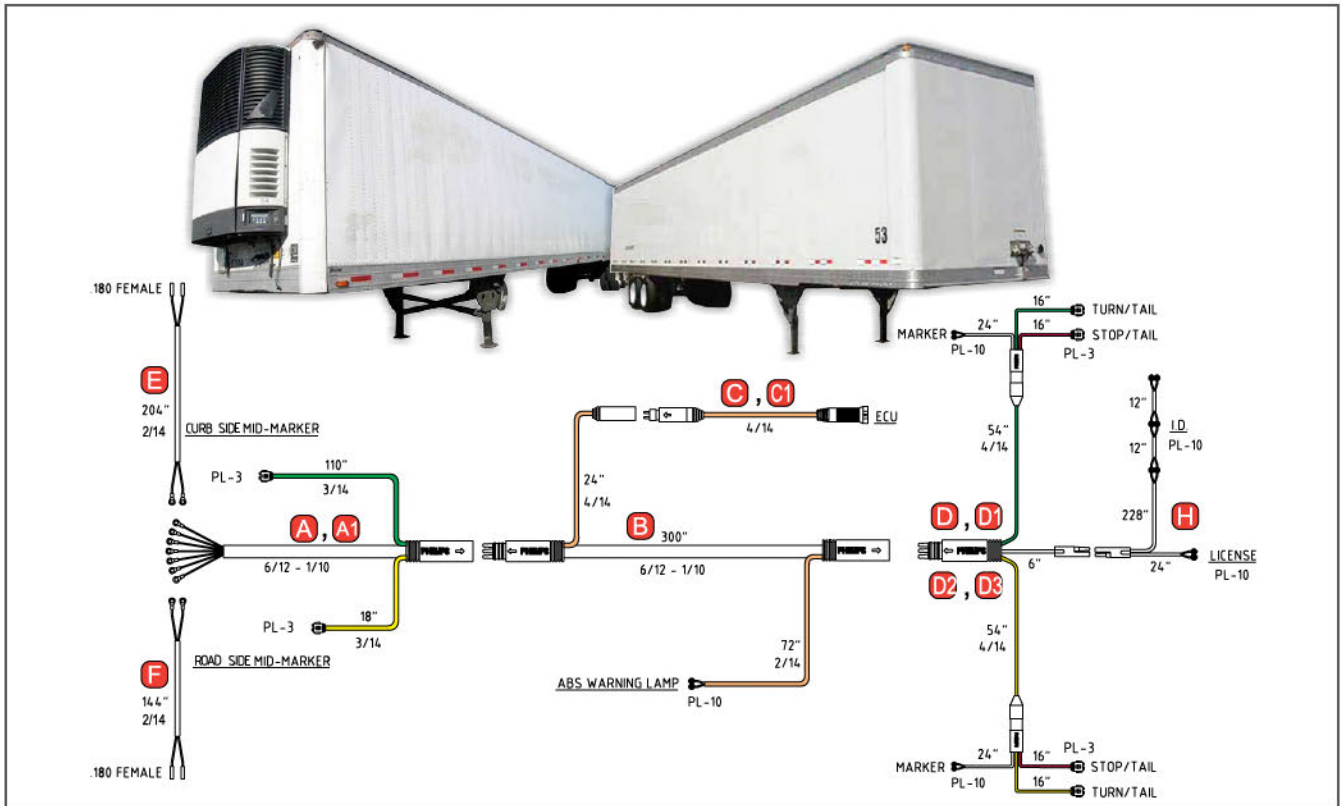 53
.180 FEMALE
E
204"
2/14
CURB SIDE MID-MARKER
PL-3
110"
3/14
A , A1
6/12 - 1/10
PHILLIPS
18"
3/14
PL-3
ROAD SIDE MID-MARKER
F
144"
2/14
.180 FEMALE
C , C1
4/14
ECU
24"
4/14
PHILLIPS
B
300"
6/12 - 1/10
PHILLIPS
72"
2/14
ABS WARNING LAMP
PL-10
MARKER
24"
PL-10
16"
TURN/TAIL
16"
STOP/TAIL
PL-3
54"
4/14
D , D1
PHILLIPS
D2 , D3
6"
12"
I.D.
12"
PL-10
228"
H
LICENSE
24"
PL-10
54"
4/14
MARKER
24"
PL-10
16"
PL-3
STOP/TAIL
16"
TURN/TAIL